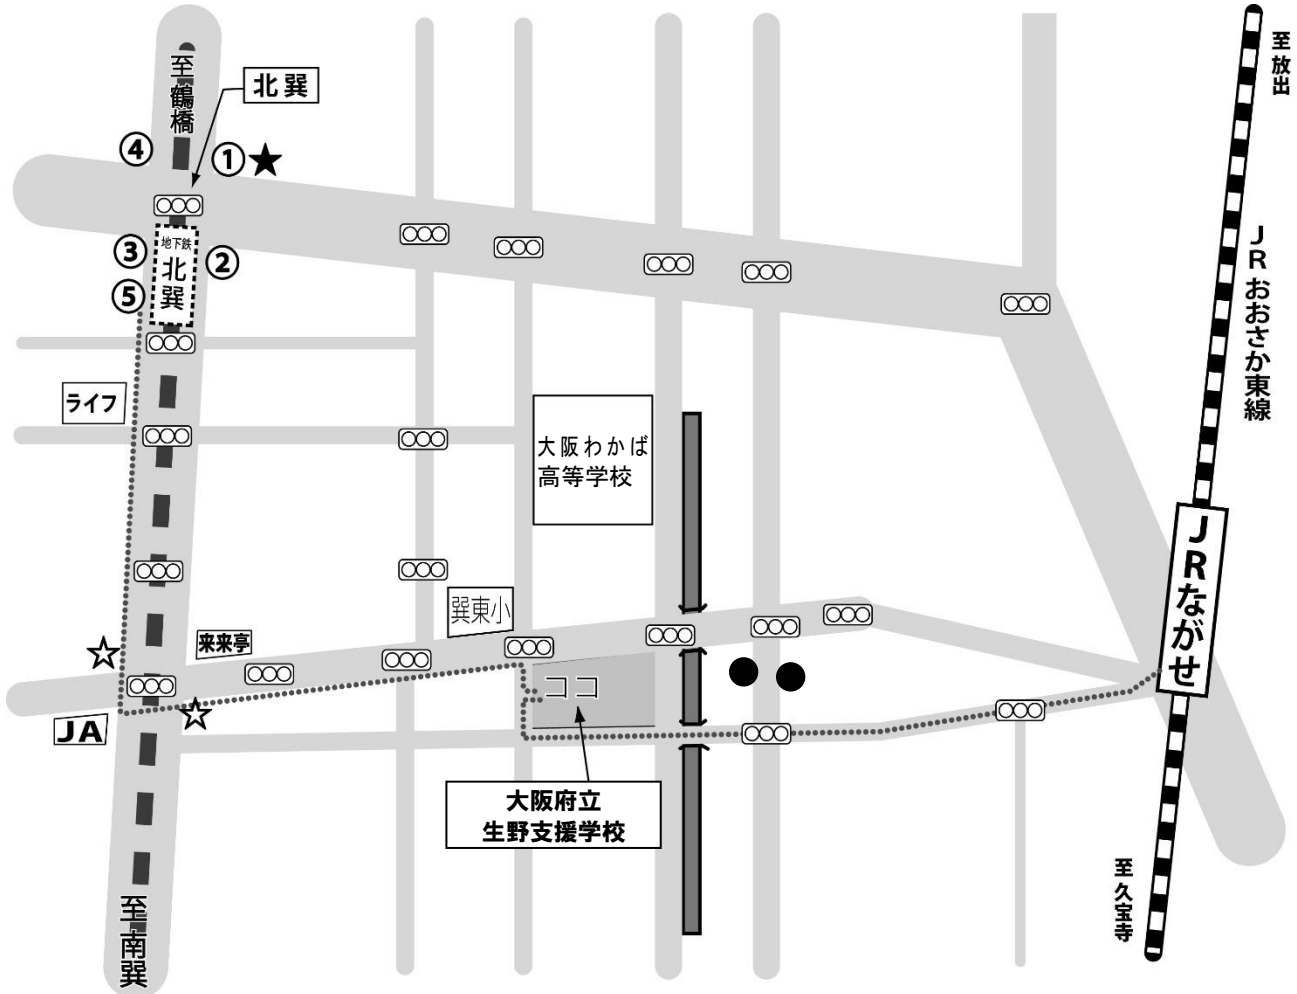 至鶴橋
北巽
④
①
至放出
③
地下鉄
北巽
②
⑤
JRおおさか東線
ライフ
大阪わかば
高等学校
JRながせ
巽東小
来来亭
ココ
JA
大阪府立
生野支援学校
至久宝寺
至南巽